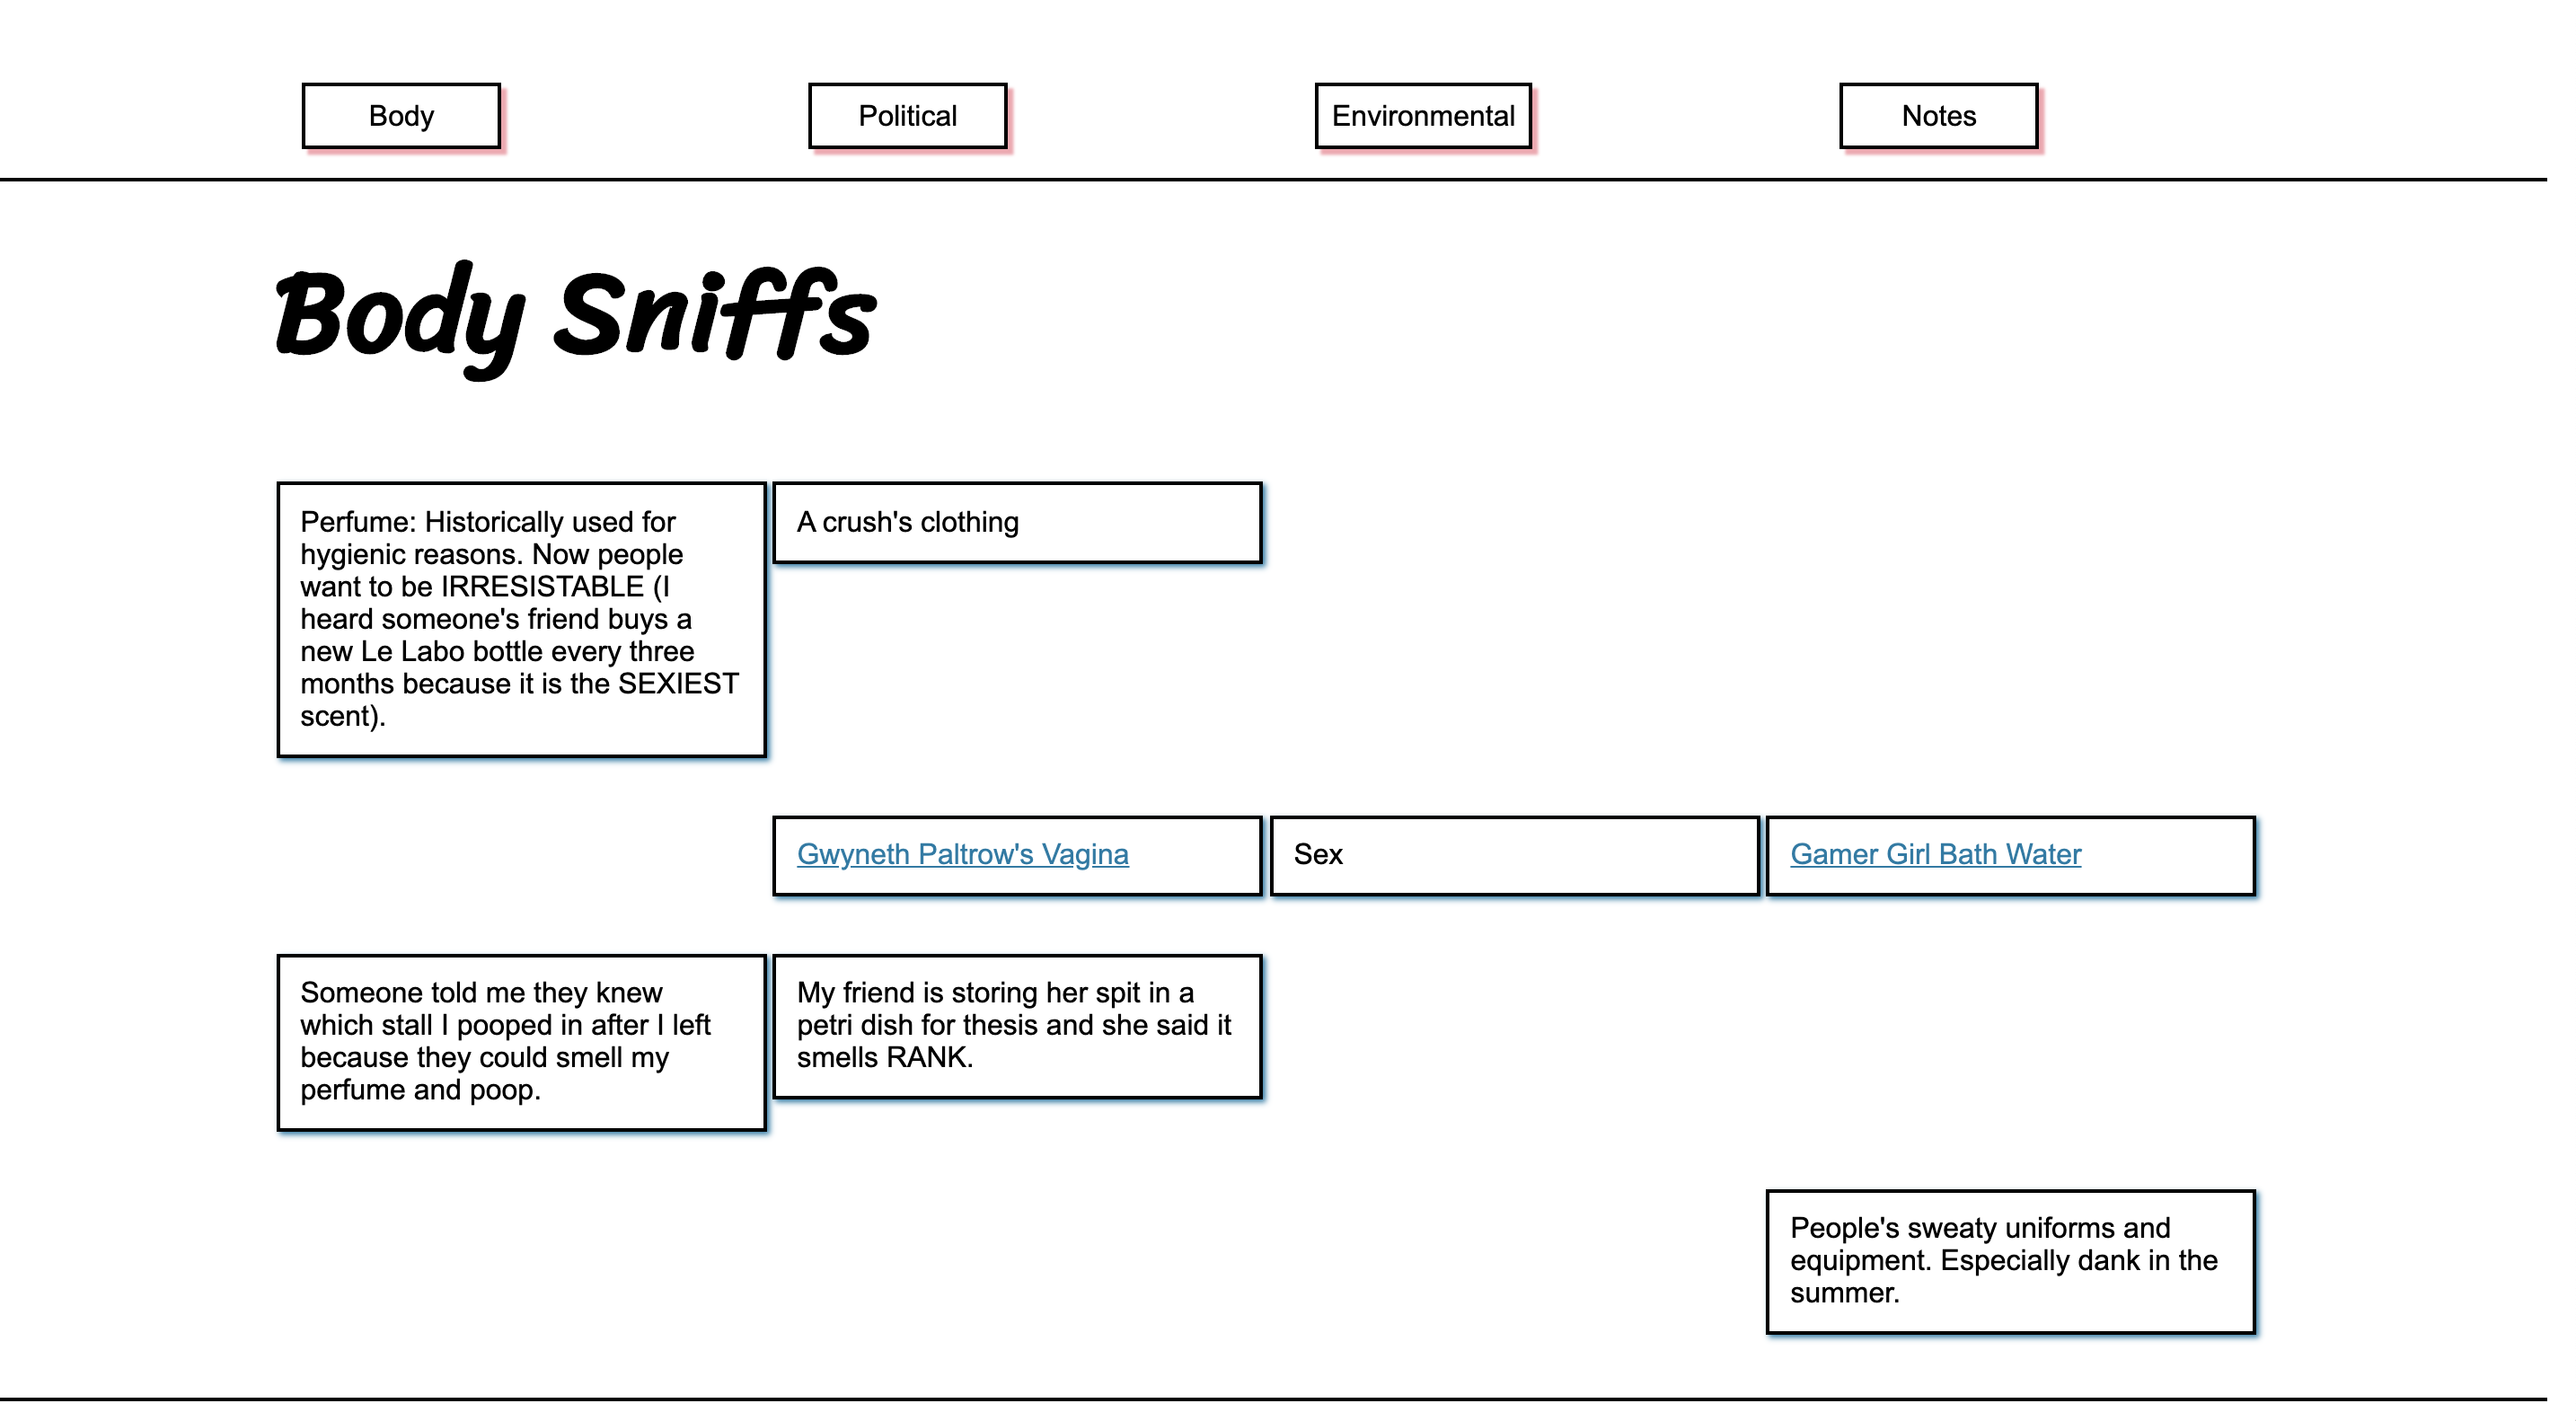 Body
Political
Environmental
Notes
Body Sniffs
Perfume: Historically used for
hygienic reasons. Now people
want to be IRRESISTABLE (I
heard someone's friend buys a
new Le Labo bottle every three
months because it is the SEXIEST
scent).
A crush's clothing
Gwyneth Paltrow's Vagina
Sex
Gamer Girl Bath Water
Someone told me they knew
which stall I pooped in after I left
because they could smell my
perfume and poop.
My friend is storing her spit in a
petri dish for thesis and she said it
smells RANK.
People's sweaty uniforms and
equipment. Especially dank in the
summer.